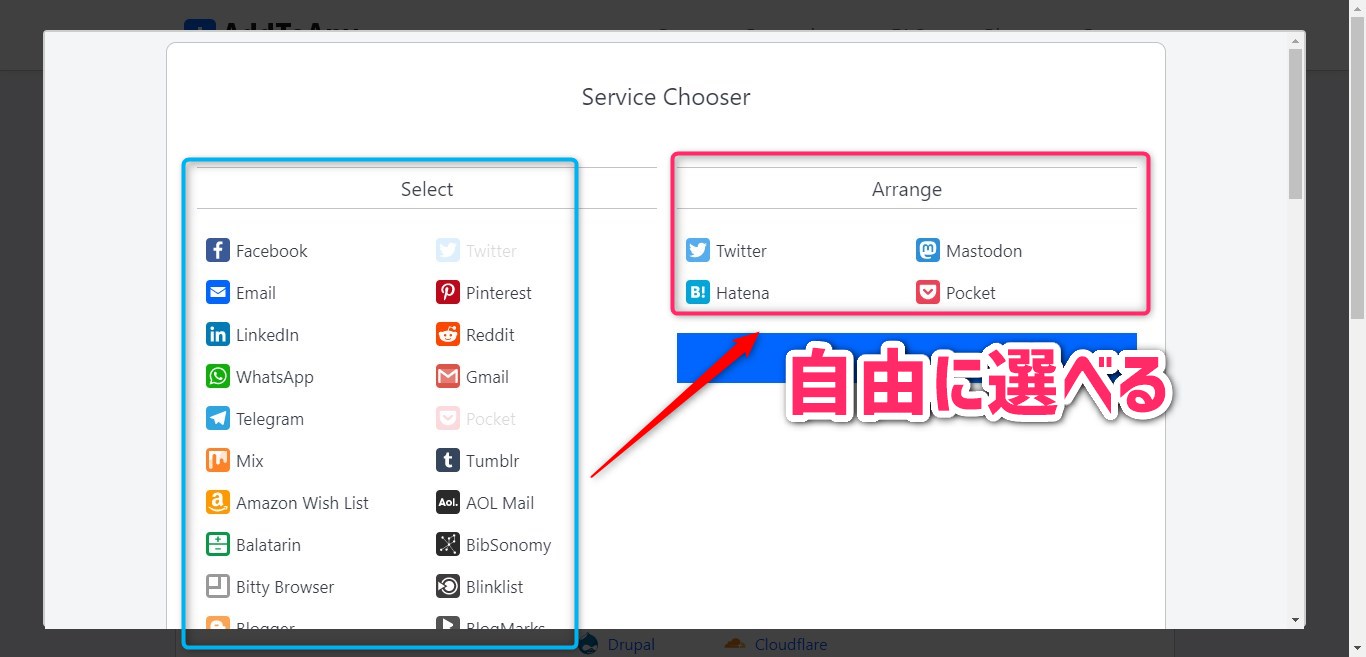 Service Chooser
Select
Arrange
Facebook
Twitter
Email
Pinterest
LinkedIn
Reddit
WhatsApp
Gmail
Telegram
Pocket
Mix
Tumblr
Amazon Wish List
Aol. AOL Mail
Balatarin
BibSonomy
Bitty Browser
Blinklist
Blogger
BlogMarks
Twitter
Mastodon
B! Hatena
Pocket
自由に選べる
Drupal
Cloudflare